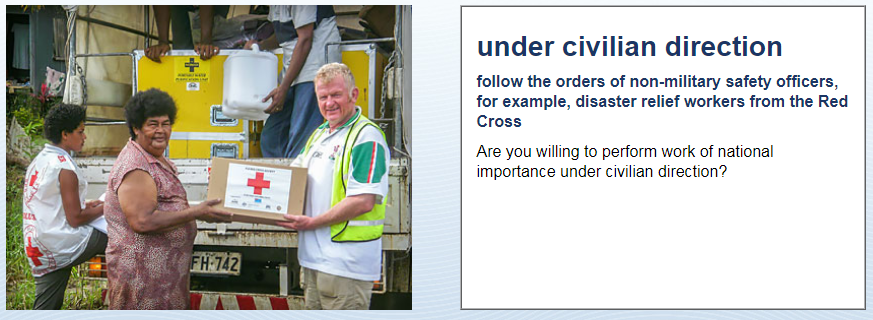 under civilian direction
follow the orders of non-military safety officers,
for example, disaster relief workers from the Red
Cross
Are you willing to perform work of national
importance under civilian direction?
FH·742